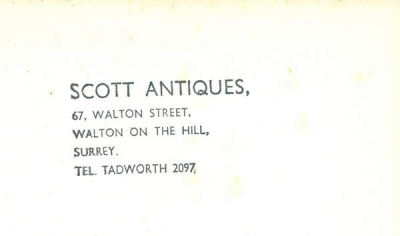 SCOTT ANTIQUES,
67, WALTON STREET,
WALTON ON THE HILL,
SURREY.
TEL. TADWORTH 2097,